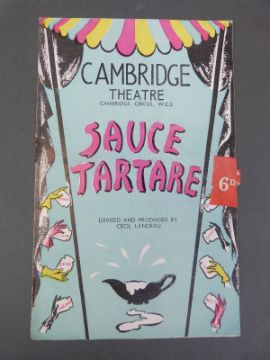 CAMBRIDGE
THEATRE
CAMBRIDGE CIRCUS, W.C.2
SAUCE
TARTARE
6D
DEVISED AND PRODUCED BY
CECIL LANDEAU